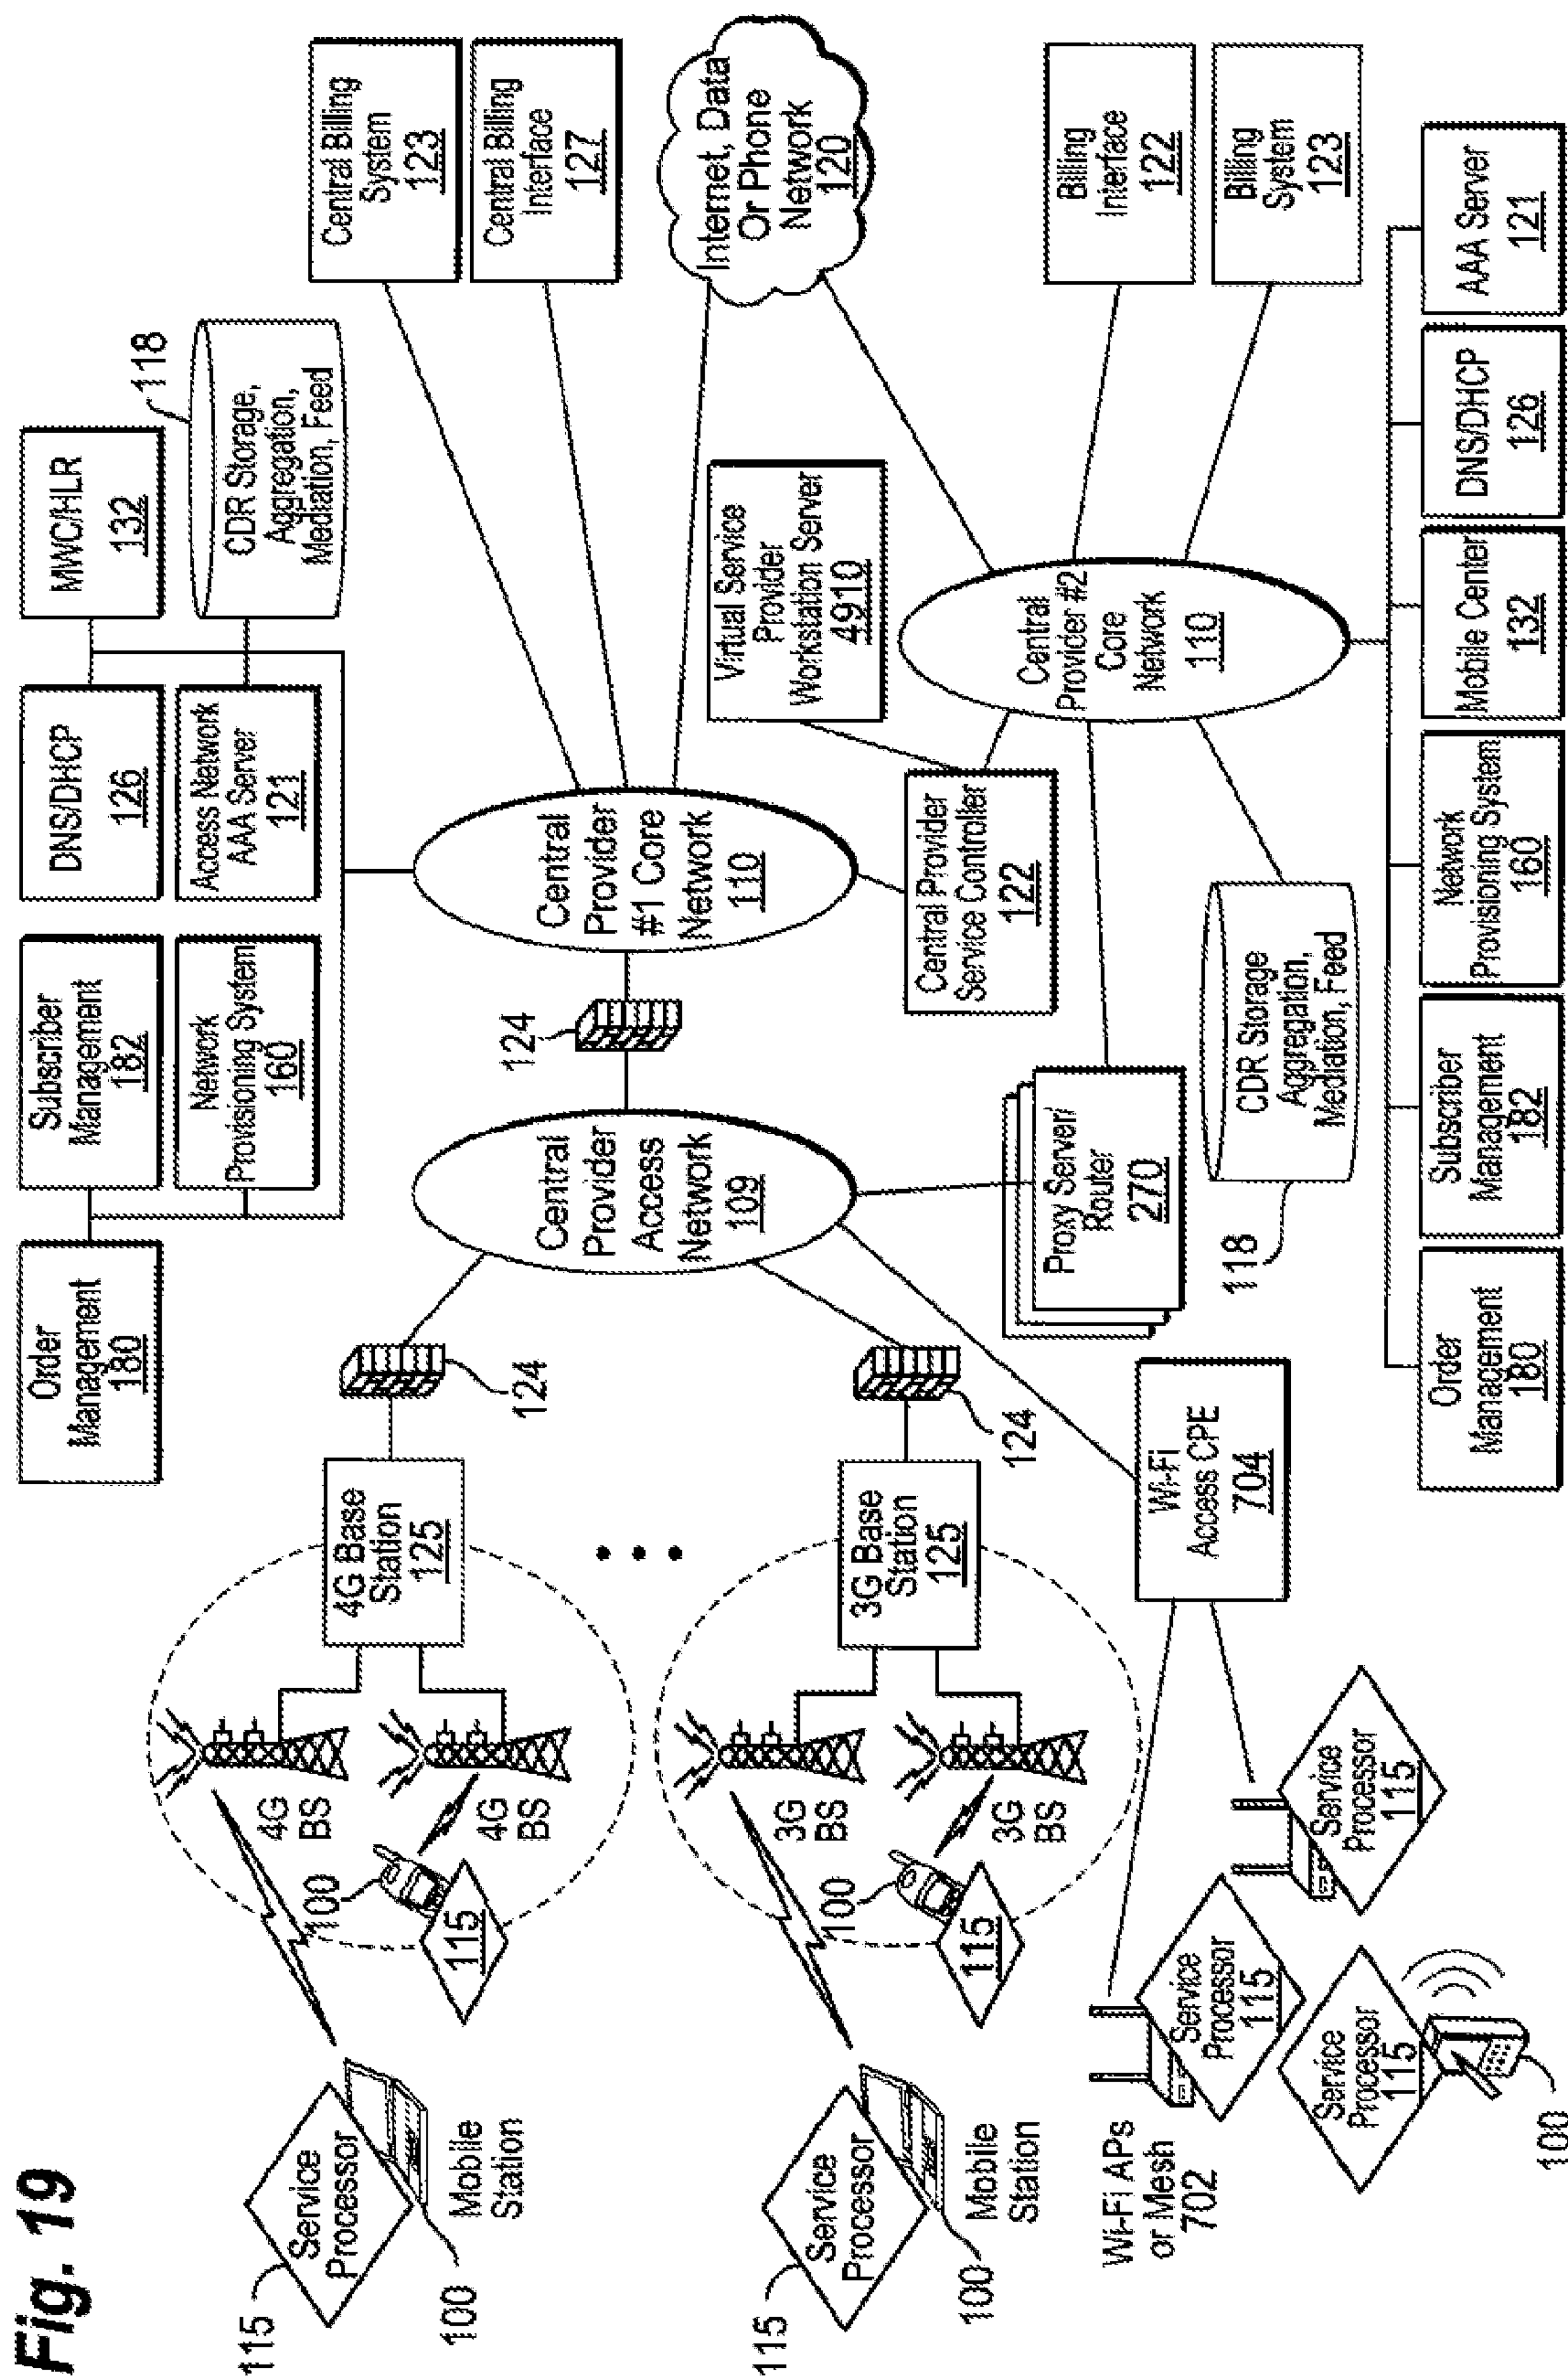 Fig. 19
Order
Management
180
Subscriber
Management
182
DNS/DHCP
126
MWC/HLR
132
118
Network
Provisioning System
160
Access Network
AAA/Server
121
CDR Storage,
Aggregation,
Mediation, Feed
Central Billing
System
123
Central Billing
Interface
127
115
Service
Processor
100
Mobile
Station
100
115
4G
BS
4G
BS
4G Base
Station
125
124
Central
Provider
Access
Network
109
124
Central
Provider
#1 Core
Network
110
Internet, Data
Or Phone
Network
120
115
Service
Processor
100
Mobile
Station
100
115
3G
BS
3G
BS
3G Base
Station
125
124
Central Provider
Service Controller
122
Virtual Service
Provider
Workstation Server
4910
Central
Provider #2
Core
Network
110
Billing
Interface
122
Billing
System
123
Proxy Server/
Router
270
Wi-Fi
Access CPE
704
Wi-Fi APs
or Mesh
702
Service
Processor
115
Service
Processor
115
Service
Processor
115
100
118
CDR Storage
Aggregation,
Mediation, Feed
Order
Management
180
Subscriber
Management
182
Network
Provisioning System
160
Mobile Center
132
DNS/DHCP
126
AAA Server
121